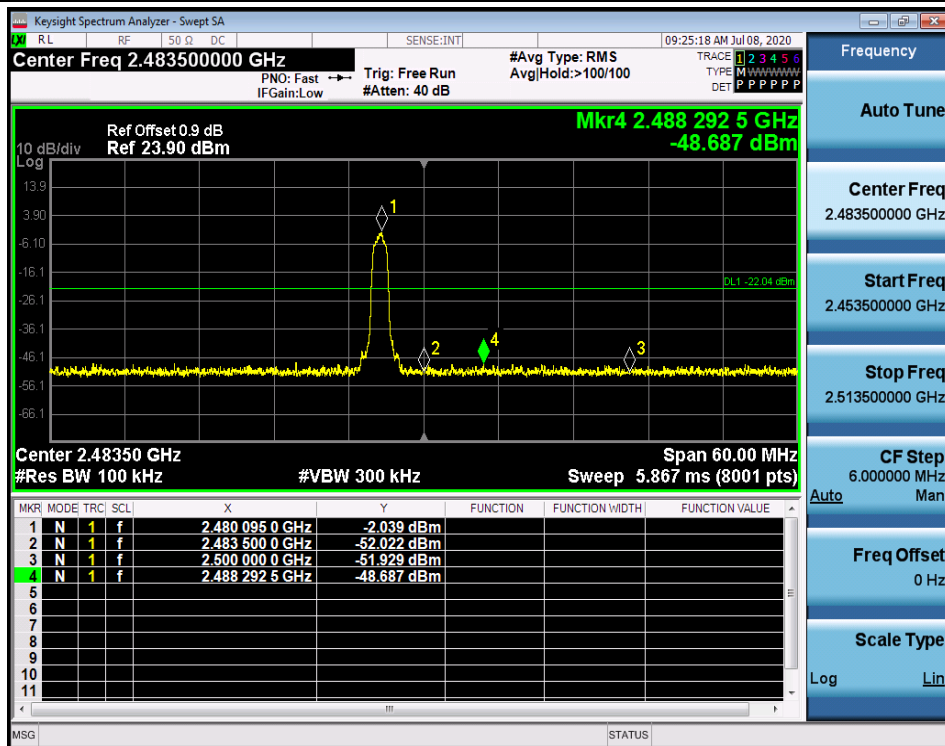 Keysight Spectrum Analyzer - Swept SA
LXI RL RF 50 Ω DC SENSE:INT 09:25:18 AM Jul 08, 2020
Center Freq 2.483500000 GHz
PNO: Fast
IFGain:Low
Trig: Free Run
#Atten: 40 dB
#Avg Type: RMS
Avg|Hold:>100/100
TRACE 1 2 3 4 5 6
TYPE M W W W W W
DET P P P P P P
Mkr4 2.488 292 5 GHz
-48.687 dBm
Ref Offset 0.9 dB
10 dB/div Ref 23.90 dBm
Log
13.9
3.90
-6.10
-16.1
-26.1
-36.1
-46.1
-56.1
-66.1
1
DL1 -22.04 dBm
2
4
3
Center 2.48350 GHz Span 60.00 MHz
#Res BW 100 kHz #VBW 300 kHz Sweep 5.867 ms (8001 pts)
MKR MODE TRC SCL X Y FUNCTION FUNCTION WIDTH FUNCTION VALUE
1 N 1 f 2.480 095 0 GHz -2.039 dBm
2 N 1 f 2.483 500 0 GHz -52.022 dBm
3 N 1 f 2.500 000 0 GHz -51.929 dBm
4 N 1 f 2.488 292 5 GHz -48.687 dBm
5
6
7
8
9
10
11
MSG STATUS
Frequency
Auto Tune
Center Freq
2.483500000 GHz
Start Freq
2.453500000 GHz
Stop Freq
2.513500000 GHz
CF Step
6.000000 MHz
Auto Man
Freq Offset
0 Hz
Scale Type
Log Lin